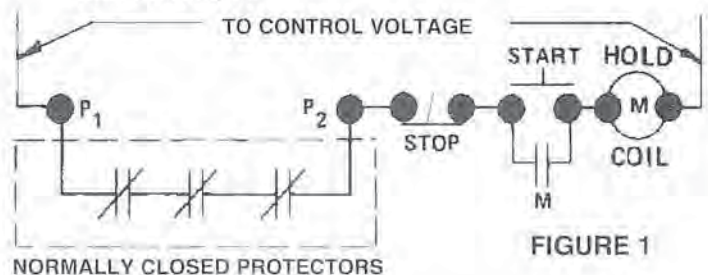 TO CONTROL VOLTAGE
START HOLD
P1 P2 M
STOP COIL
M
FIGURE 1
NORMALLY CLOSED PROTECTORS